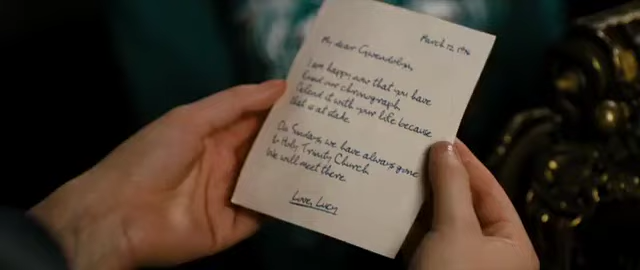 March 12 1916
My dear Gwendolyn,
I am happy now that you have
found our chronograph.
Defend it with your life because
that is at stake
On Sundays we have always gone
to Holy Trinity Church
We will meet there
Love, Lucy